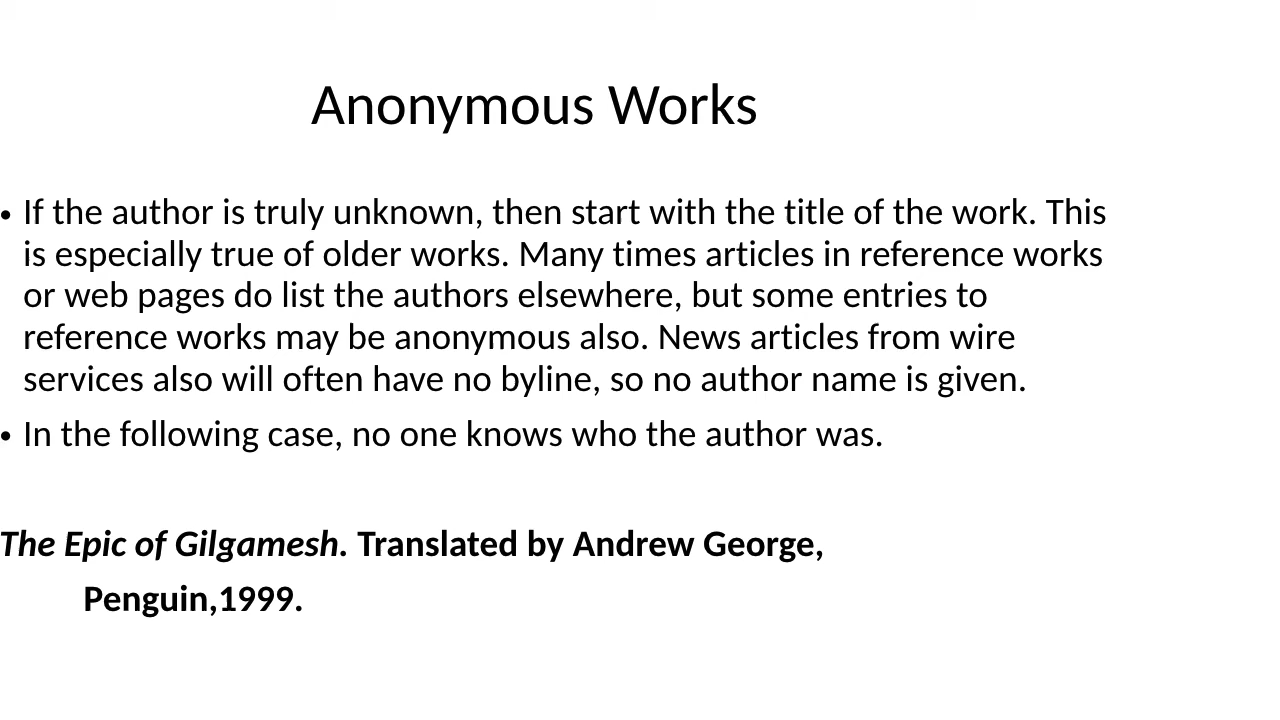 Anonymous Works
• If the author is truly unknown, then start with the title of the work. This
is especially true of older works. Many times articles in reference works
or web pages do list the authors elsewhere, but some entries to
reference works may be anonymous also. News articles from wire
services also will often have no byline, so no author name is given.
• In the following case, no one knows who the author was.
The Epic of Gilgamesh. Translated by Andrew George,
Penguin,1999.